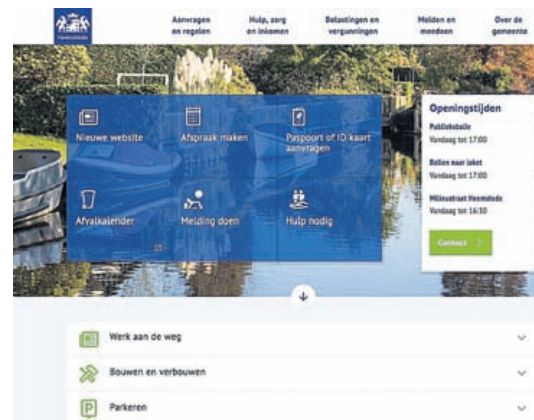 Heemstede
Aanvragen
en regelen
Hulp, zorg
en inkomen
Belastingen en
vergunningen
Melden en
meedoen
Over de
gemeente
Nieuwe website
Afspraak maken
Paspoort of ID kaart
aanvragen
Afvalkalender
Melding doen
Hulp nodig
Openingstijden
Publieksbalie
Vandaag tot 17:00
Bellen naar loket
Vandaag tot 17:00
Milieustraat Heemstede
Vandaag tot 16:30
Contact
Werk aan de weg
Bouwen en verbouwen
P
Parkeren